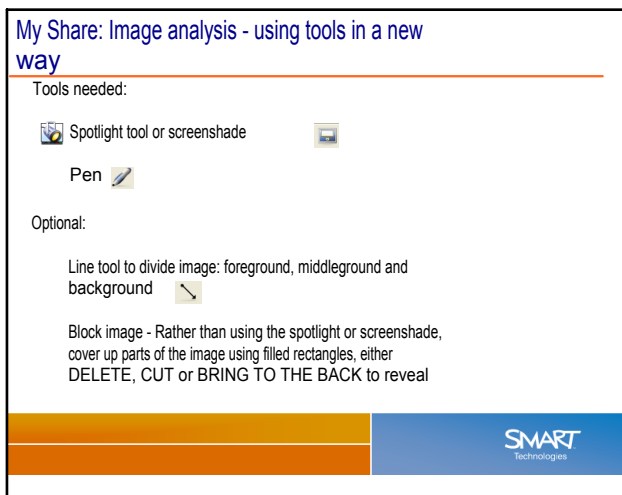 My Share: Image analysis - using tools in a new
way
Tools needed:
Spotlight tool or screenshade
Pen
Optional:
Line tool to divide image: foreground, middleground and
background
Block image - Rather than using the spotlight or screenshade,
cover up parts of the image using filled rectangles, either
DELETE, CUT or BRING TO THE BACK to reveal
SMART
Technologies